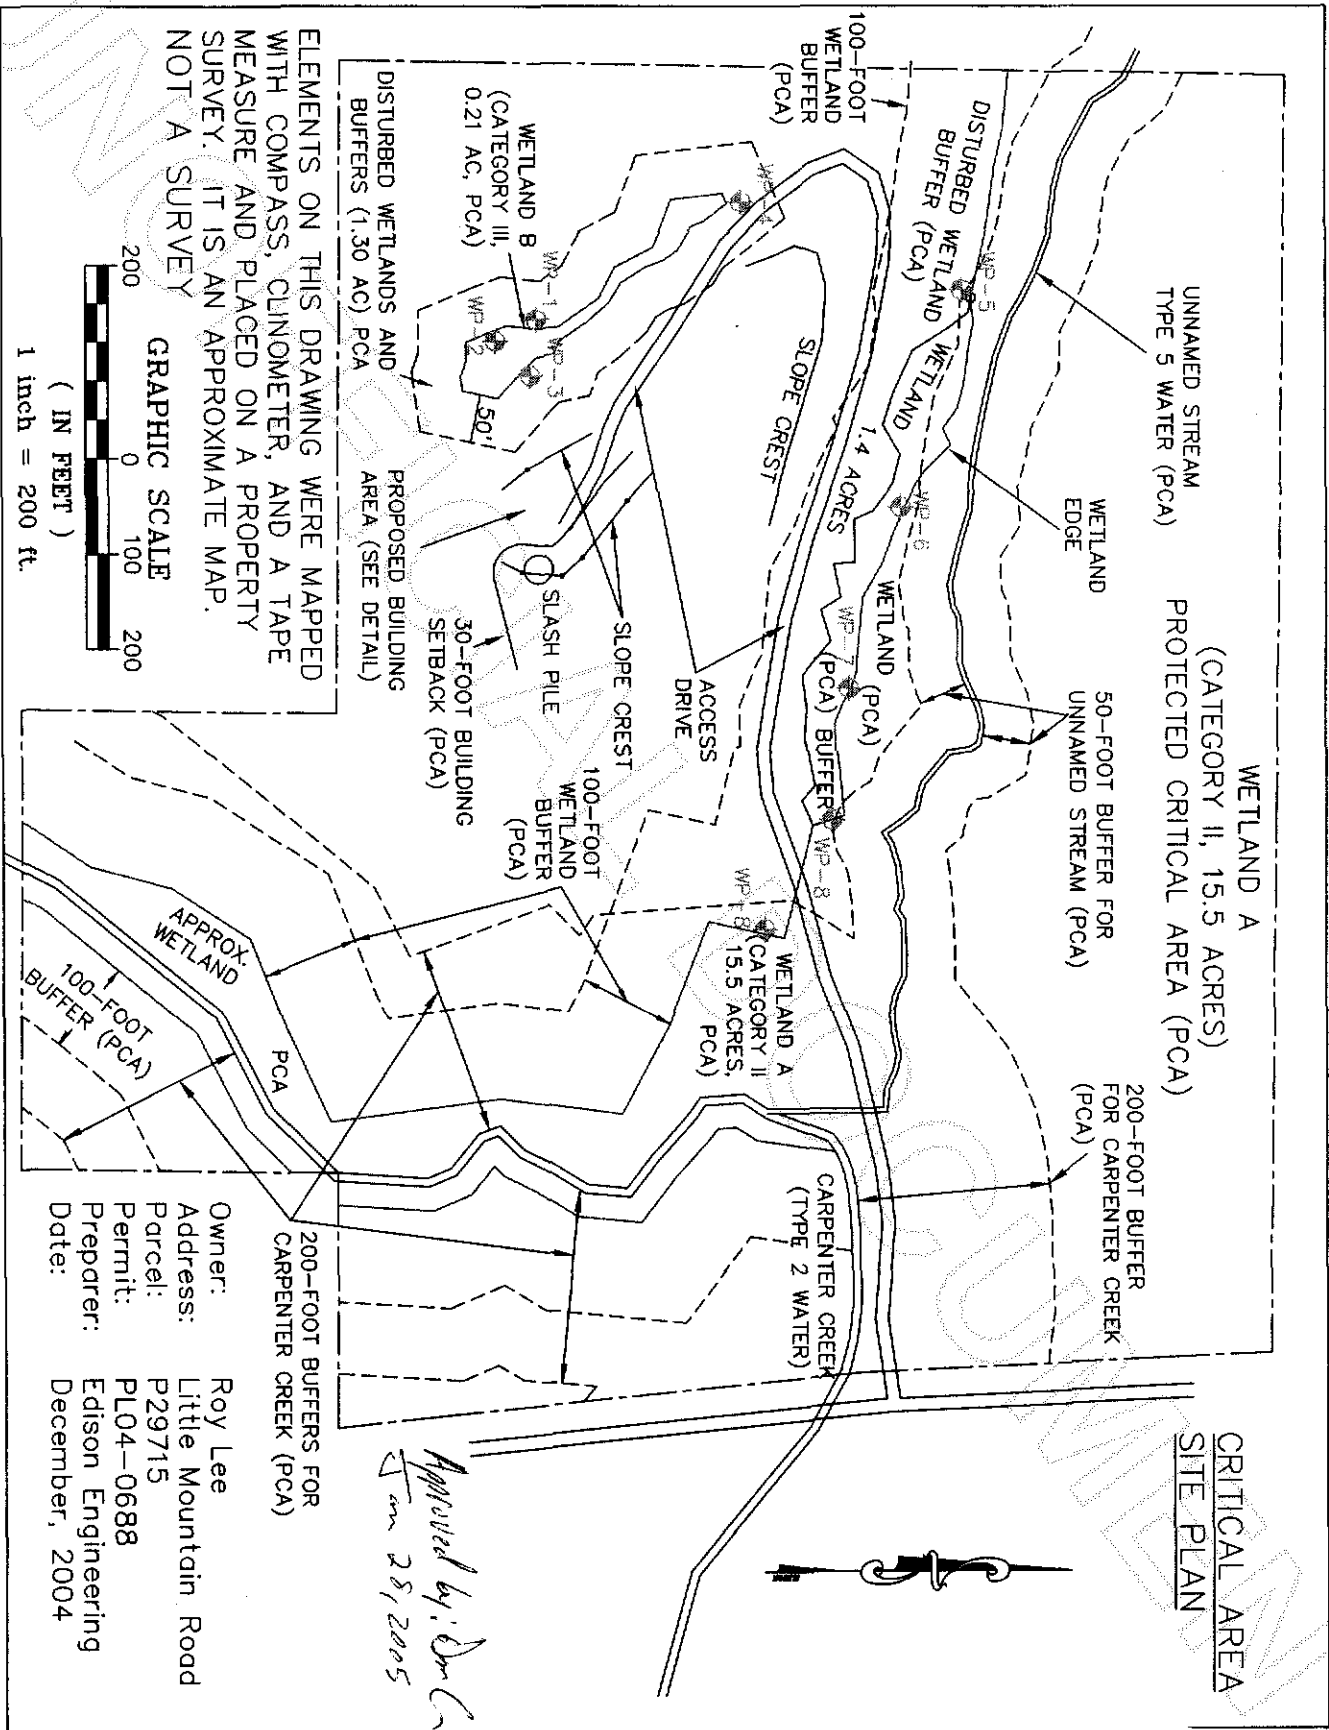 CRITICAL AREA
SITE PLAN
WETLAND A
(CATEGORY II, 15.5 ACRES)
PROTECTED CRITICAL AREA (PCA)
UNNAMED STREAM
TYPE 5 WATER (PCA)
WETLAND
EDGE
50-FOOT BUFFER FOR
UNNAMED STREAM (PCA)
200-FOOT BUFFER
FOR CARPENTER CREEK
(PCA)
100-FOOT
WETLAND
BUFFER
(PCA)
DISTURBED WETLAND
BUFFER (PCA)
WP-5
WETLAND
WETLAND
1.4 ACRES
WP-6
WETLAND (PCA)
WP-7
(PCA) BUFFER
WP-8
SLOPE CREST
WP-4
ACCESS
DRIVE
SLOPE CREST
SLASH PILE
30-FOOT BUILDING
SETBACK (PCA)
PROPOSED BUILDING
AREA (SEE DETAIL)
WETLAND B
(CATEGORY III,
0.21 AC, PCA)
WP-1
WP-2
WP-3
50'
DISTURBED WETLANDS AND
BUFFERS (1.30 AC) PCA
100-FOOT
WETLAND
BUFFER
(PCA)
WETLAND A
(CATEGORY II
15.5 ACRES,
PCA)
CARPENTER CREEK
(TYPE 2 WATER)
APPROX.
WETLAND
PCA
100-FOOT
BUFFER (PCA)
200-FOOT BUFFERS FOR
CARPENTER CREEK (PCA)
ELEMENTS ON THIS DRAWING WERE MAPPED
WITH COMPASS, CLINOMETER, AND A TAPE
MEASURE AND PLACED ON A PROPERTY
SURVEY. IT IS AN APPROXIMATE MAP.
NOT A SURVEY
200 0 100 200
GRAPHIC SCALE
( IN FEET )
1 inch = 200 ft.
Approved by:
Jan 28, 2005
Owner: Roy Lee
Address: Little Mountain Road
Parcel: P29715
Permit: PL04-0688
Preparer: Edison Engineering
Date: December, 2004
UNOFFICIAL DOCUMENT